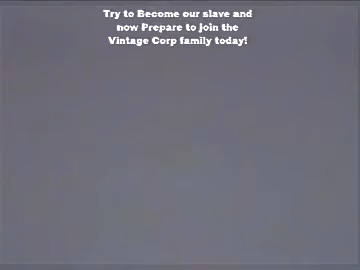 Try to Become our slave and
now Prepare to join the
Vintage Corp family today!